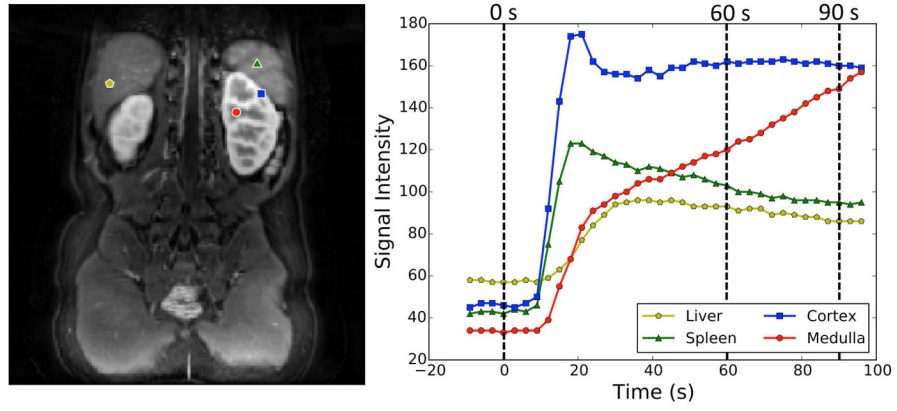 0 s 60 s 90 s
180
160
140
120
100
80
60
40
20
Signal Intensity
Liver Cortex
Spleen Medulla
−20 0 20 40 60 80 100
Time (s)